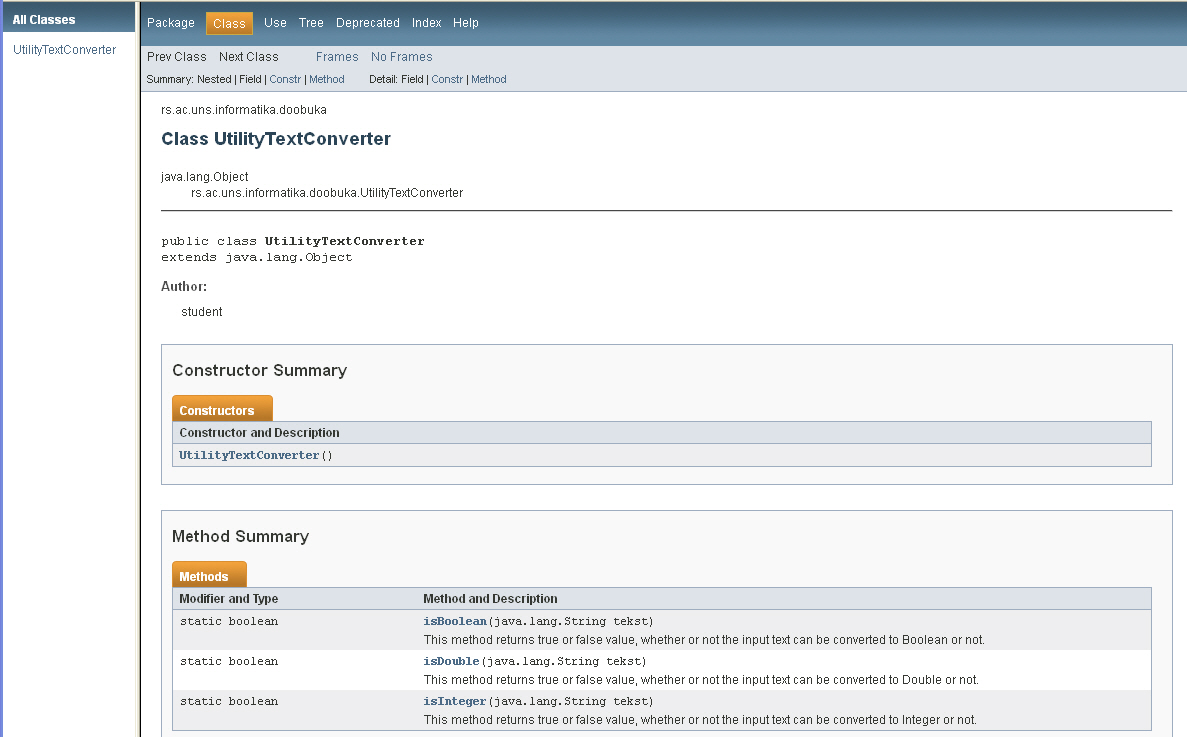 All Classes
UtilityTextConverter
Package Class Use Tree Deprecated Index Help
Prev Class Next Class Frames No Frames
Summary: Nested | Field | Constr | Method Detail: Field | Constr | Method
rs.ac.uns.informatika.doobuka
Class UtilityTextConverter
java.lang.Object
rs.ac.uns.informatika.doobuka.UtilityTextConverter
public class UtilityTextConverter
extends java.lang.Object
Author:
student
Constructor Summary
Constructors
Constructor and Description
UtilityTextConverter()
Method Summary
Methods
Modifier and Type Method and Description
static boolean isBoolean(java.lang.String tekst)
This method returns true or false value, whether or not the input text can be converted to Boolean or not.
static boolean isDouble(java.lang.String tekst)
This method returns true or false value, whether or not the input text can be converted to Double or not.
static boolean isInteger(java.lang.String tekst)
This method returns true or false value, whether or not the input text can be converted to Integer or not.